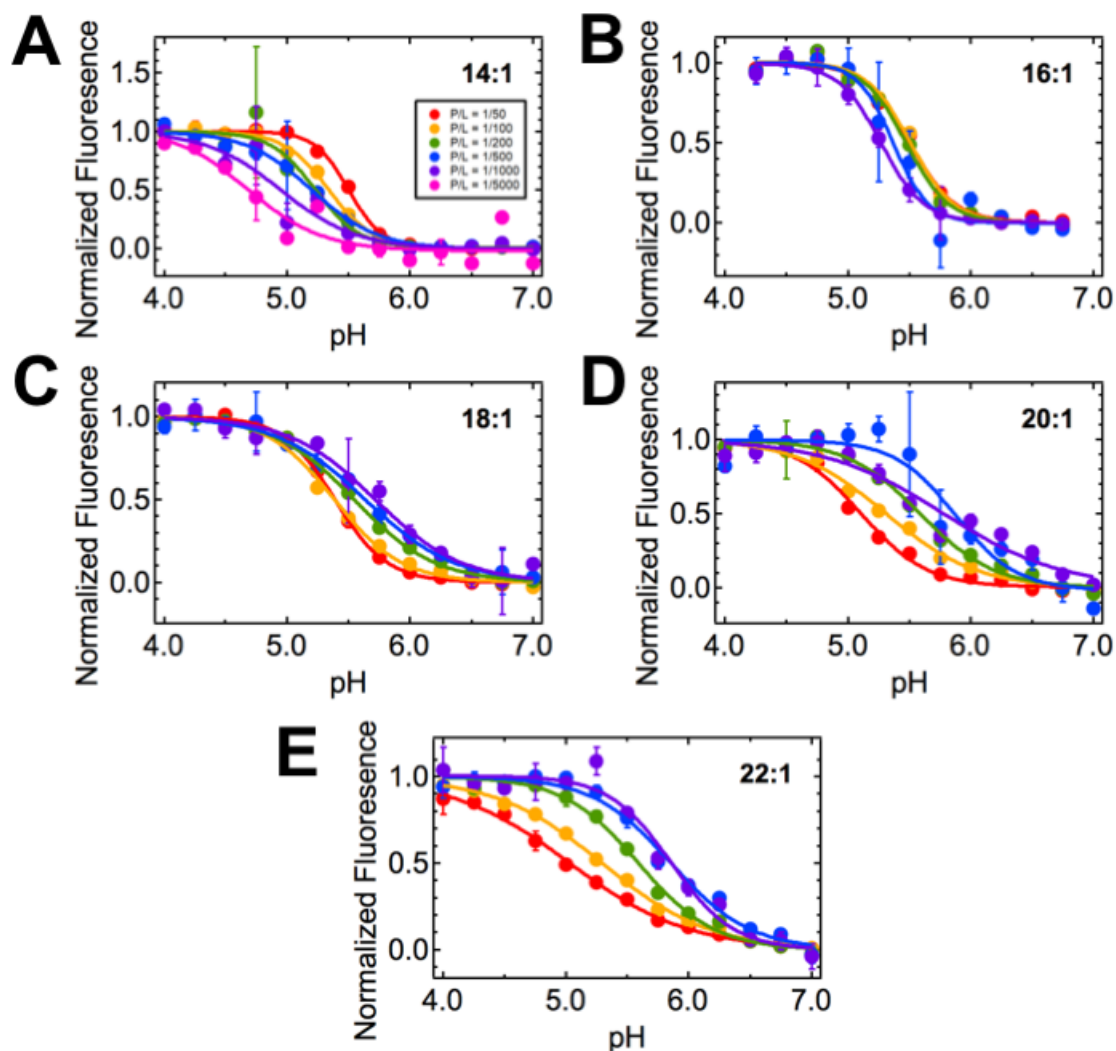 A
14:1
Normalized Fluoresence
1.5
1.0
0.5
0.0
P/L = 1/50
P/L = 1/100
P/L = 1/200
P/L = 1/500
P/L = 1/1000
P/L = 1/5000
4.0 5.0 6.0 7.0
pH
B
16:1
Normalized Fluoresence
1.0
0.5
0.0
4.0 5.0 6.0 7.0
pH
C
18:1
Normalized Fluoresence
1.0
0.5
0.0
4.0 5.0 6.0 7.0
pH
D
20:1
Normalized Fluoresence
1.0
0.5
0.0
4.0 5.0 6.0 7.0
pH
E
22:1
Normalized Fluoresence
1.0
0.5
0.0
4.0 5.0 6.0 7.0
pH